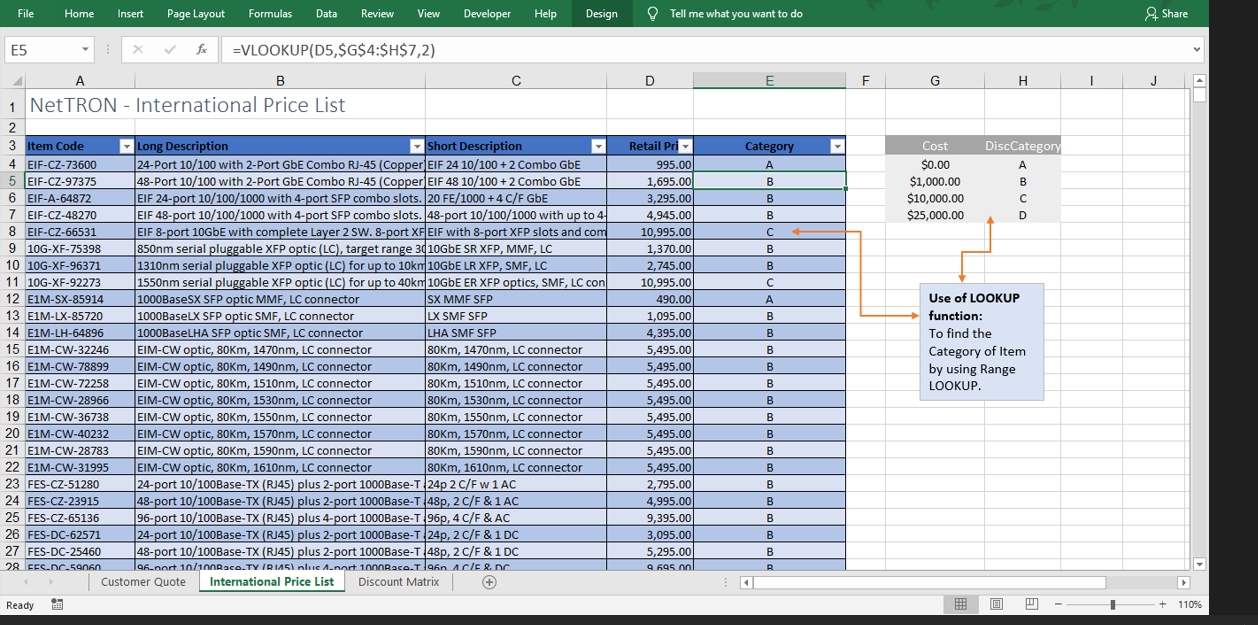 File Home Insert Page Layout Formulas Data Review View Developer Help Design Tell me what you want to do Share
E5 fx =VLOOKUP(D5,$G$4:$H$7,2)
A B C D E F G H I J
1 NetTRON - International Price List
2
3 Item Code Long Description Short Description Retail Pri Category Cost DiscCategory
4 EIF-CZ-73600 24-Port 10/100 with 2-Port GbE Combo RJ-45 (Copper) EIF 24 10/100 + 2 Combo GbE 995.00 A $0.00 A
5 EIF-CZ-97375 48-Port 10/100 with 2-Port GbE Combo RJ-45 (Copper) EIF 48 10/100 + 2 Combo GbE 1,695.00 B $1,000.00 B
6 EIF-A-64872 EIF 24-port 10/100/1000 with 4-port SFP combo slots. 20 FE/1000 + 4 C/F GbE 3,295.00 B $10,000.00 C
7 EIF-CZ-48270 EIF 48-port 10/100/1000 with 4-port SFP combo slots. 48-port 10/100/1000 with up to 4- 4,945.00 B $25,000.00 D
8 EIF-CZ-66531 EIF 8-port 10GbE with complete Layer 2 SW. 8-port XF EIF with 8-port XFP slots and com 10,995.00 C
9 10G-XF-75398 850nm serial pluggable XFP optic (LC), target range 30 10GbE SR XFP, MMF, LC 1,370.00 B
10 10G-XF-96371 1310nm serial pluggable XFP optic (LC) for up to 10km 10GbE LR XFP, SMF, LC 2,745.00 B
11 10G-XF-92273 1550nm serial pluggable XFP optic (LC) for up to 40km 10GbE ER XFP optics, SMF, LC con 10,995.00 C
12 E1M-SX-85914 1000BaseSX SFP optic MMF, LC connector SX MMF SFP 490.00 A
13 E1M-LX-85720 1000BaseLX SFP optic SMF, LC connector LX SMF SFP 1,095.00 B
14 E1M-LH-64896 1000BaseLHA SFP optic SMF, LC connector LHA SMF SFP 4,395.00 B
15 E1M-CW-32246 EIM-CW optic, 80Km, 1470nm, LC connector 80Km, 1470nm, LC connector 5,495.00 B
16 E1M-CW-78899 EIM-CW optic, 80Km, 1490nm, LC connector 80Km, 1490nm, LC connector 5,495.00 B
17 E1M-CW-72258 EIM-CW optic, 80Km, 1510nm, LC connector 80Km, 1510nm, LC connector 5,495.00 B
18 E1M-CW-28966 EIM-CW optic, 80Km, 1530nm, LC connector 80Km, 1530nm, LC connector 5,495.00 B
19 E1M-CW-36738 EIM-CW optic, 80Km, 1550nm, LC connector 80Km, 1550nm, LC connector 5,495.00 B
20 E1M-CW-40232 EIM-CW optic, 80Km, 1570nm, LC connector 80Km, 1570nm, LC connector 5,495.00 B
21 E1M-CW-28783 EIM-CW optic, 80Km, 1590nm, LC connector 80Km, 1590nm, LC connector 5,495.00 B
22 E1M-CW-31995 EIM-CW optic, 80Km, 1610nm, LC connector 80Km, 1610nm, LC connector 5,495.00 B
23 FES-CZ-51280 24-port 10/100Base-TX (RJ45) plus 2-port 1000Base-T 24p 2 C/F w 1 AC 2,795.00 B
24 FES-CZ-23915 48-port 10/100Base-TX (RJ45) plus 2-port 1000Base-T 48p, 2 C/F & 1 AC 4,995.00 B
25 FES-CZ-65136 96-port 10/100Base-TX (RJ45) plus 4-port 1000Base-T 96p, 4 C/F & AC 9,395.00 B
26 FES-DC-62571 24-port 10/100Base-TX (RJ45) plus 2-port 1000Base-T 24p, 2 C/F & 1 DC 3,095.00 B
27 FES-DC-25460 48-port 10/100Base-TX (RJ45) plus 2-port 1000Base-T 48p, 2 C/F & 1 DC 5,295.00 B
28 FES-DC-59060 96-port 10/100Base-TX (RJ45) plus 4-port 1000Base-T 96p, 4 C/F & DC 9,695.00 B
Use of LOOKUP
function:
To find the
Category of Item
by using Range
LOOKUP.
Customer Quote International Price List Discount Matrix
Ready 110%